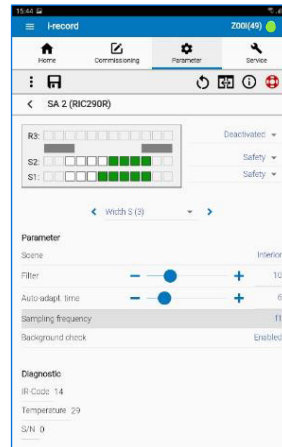 15:44
I-record Z00I(49)
Home Commissioning Parameter Service
SA 2 (RIC290R)
R3: Deactivated
S2: Safety
S1: Safety
Width S (3)
Parameter
Scene Interior
Filter 10
Auto-adapt. time 6
Sampling frequency f1
Background check Enabled
Diagnostic
IR-Code 14
Temperature 29
S/N 0